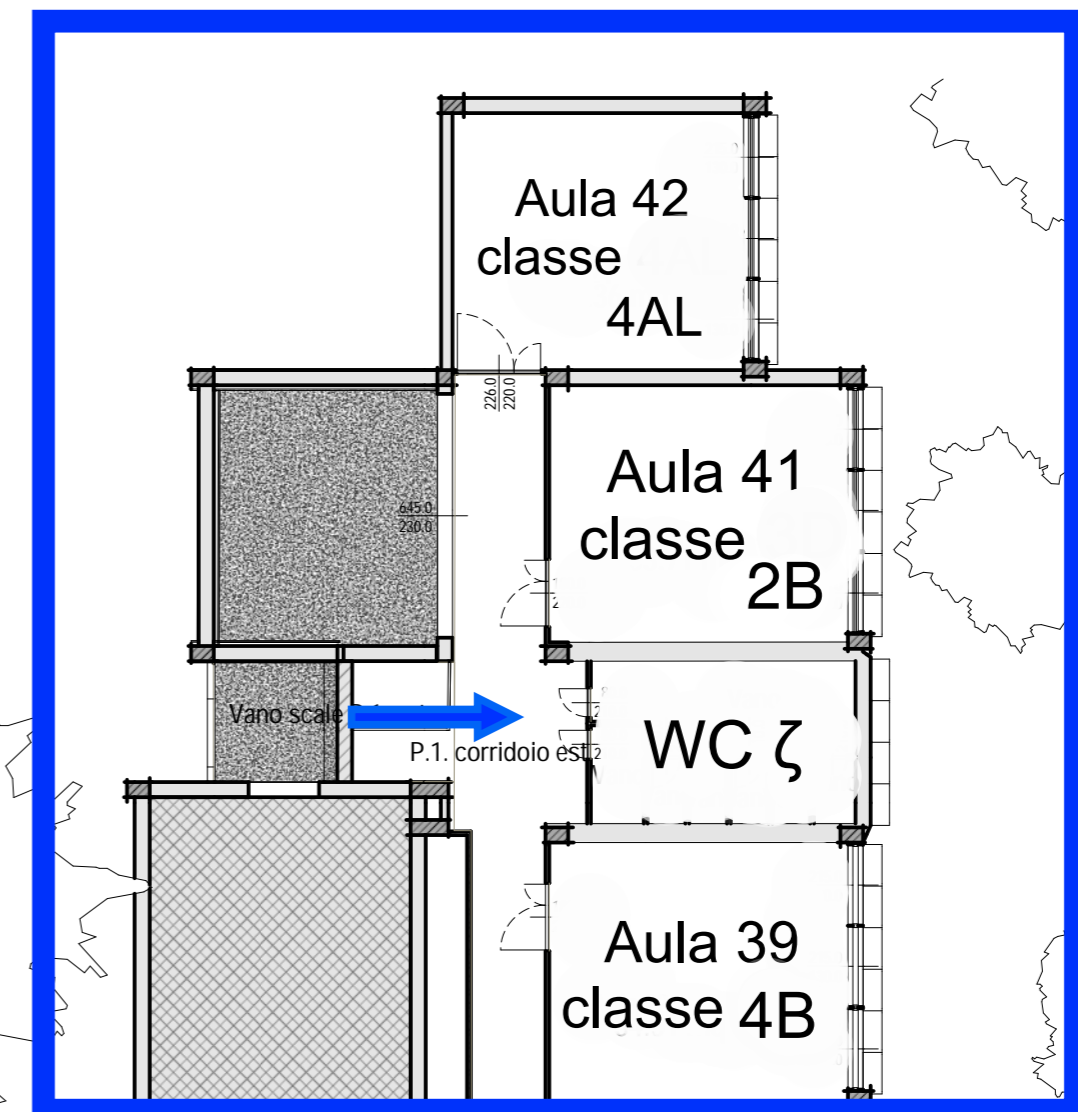 Aula 42
classe
4AL
226.0
220.0
Aula 41
classe
2B
645.0
230.0
Vano scale
P.1. corridoio est
WC ζ
Aula 39
classe 4B